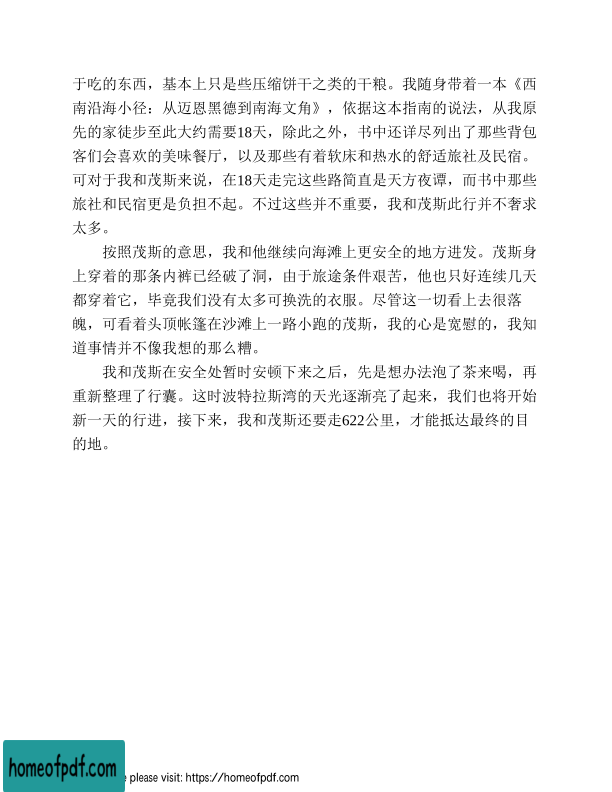 于吃的东西，基本上只是些压缩饼干之类的干粮。我随身带着一本《西
南沿海小径：从迈恩黑德到南海文角》，依据这本指南的说法，从我原
先的家徒步至此大约需要18天，除此之外，书中还详尽列出了那些背包
客们会喜欢的美味餐厅，以及那些有着软床和热水的舒适旅社及民宿。
可对于我和茂斯来说，在18天走完这些路简直是天方夜谭，而书中那些
旅社和民宿更是负担不起。不过这些并不重要，我和茂斯此行并不奢求
太多。
按照茂斯的意思，我和他继续向海滩上更安全的地方进发。茂斯身
上穿着的那条内裤已经破了洞，由于旅途条件艰苦，他也只好连续几天
都穿着它，毕竟我们没有太多可换洗的衣服。尽管这一切看上去很落
魄，可看着头顶帐篷在沙滩上一路小跑的茂斯，我的心是宽慰的，我知
道事情并不像我想的那么糟。
我和茂斯在安全处暂时安顿下来之后，先是想办法泡了茶来喝，再
重新整理了行囊。这时波特拉斯湾的天光逐渐亮了起来，我们也将开始
新一天的行进，接下来，我和茂斯还要走622公里，才能抵达最终的目
的地。
homeofpdf.com
please visit: https://homeofpdf.com